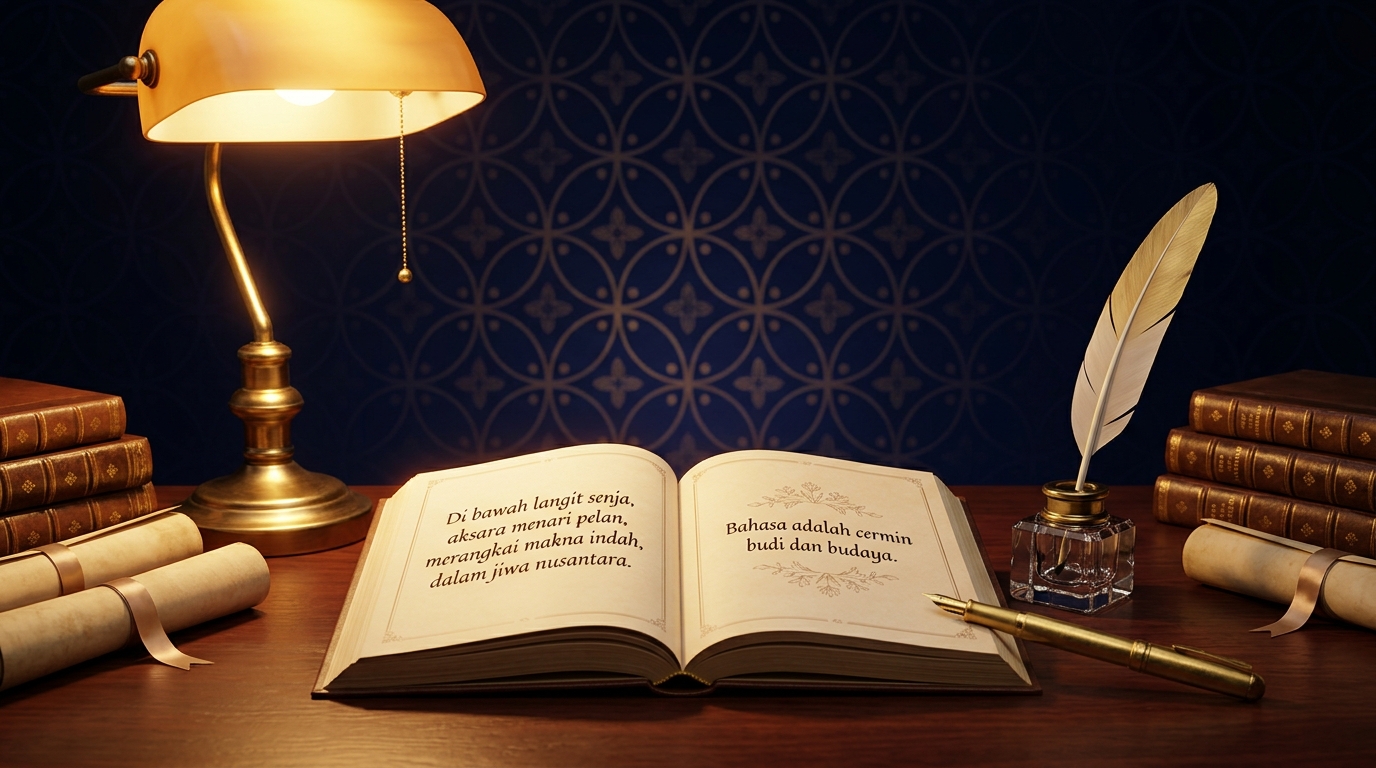 Di bawah langit senja,
aksara menari pelan,
merangkai makna indah,
dalam jiwa nusantara.
Bahasa adalah cermin
budi dan budaya.